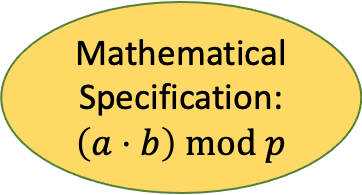 Mathematical
Specification:
(a · b) mod p